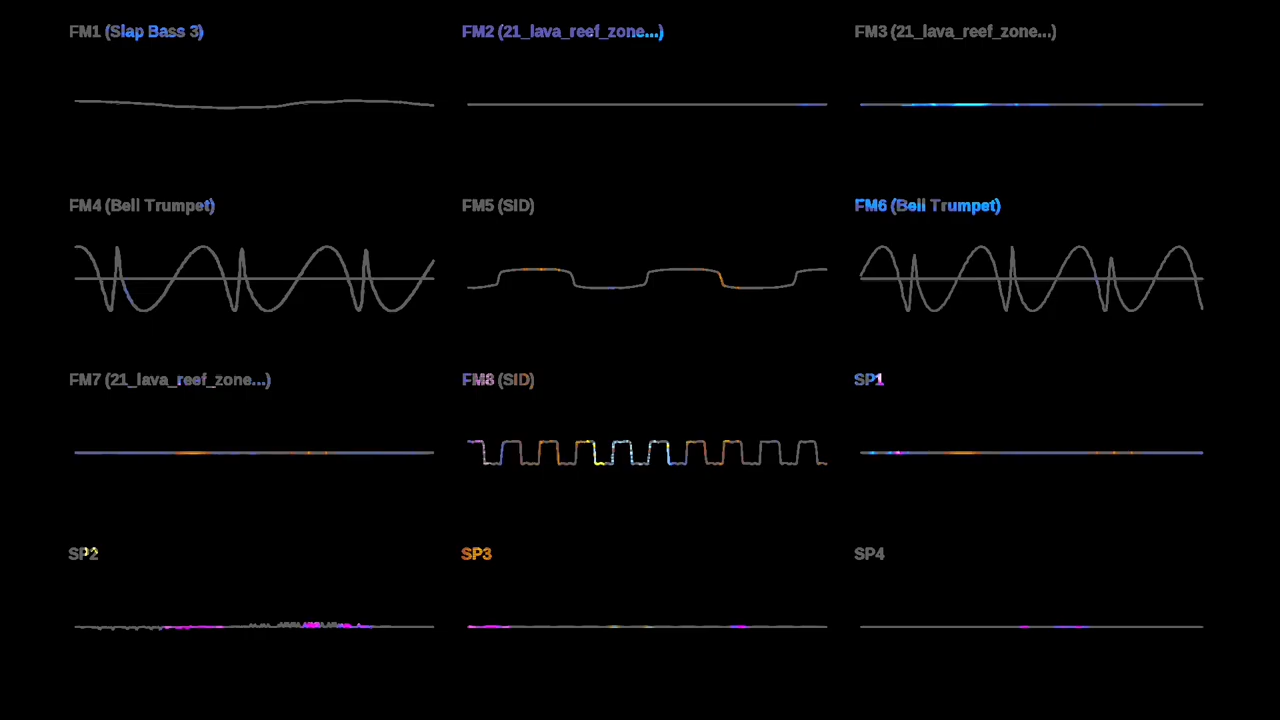 FM1 (Slap Bass 3)
FM2 (21_lava_reef_zone...)
FM3 (21_lava_reef_zone...)
FM4 (Bell Trumpet)
FM5 (SID)
FM6 (Bell Trumpet)
FM7 (21_lava_reef_zone...)
FM8 (SID)
SP1
SP2
SP3
SP4